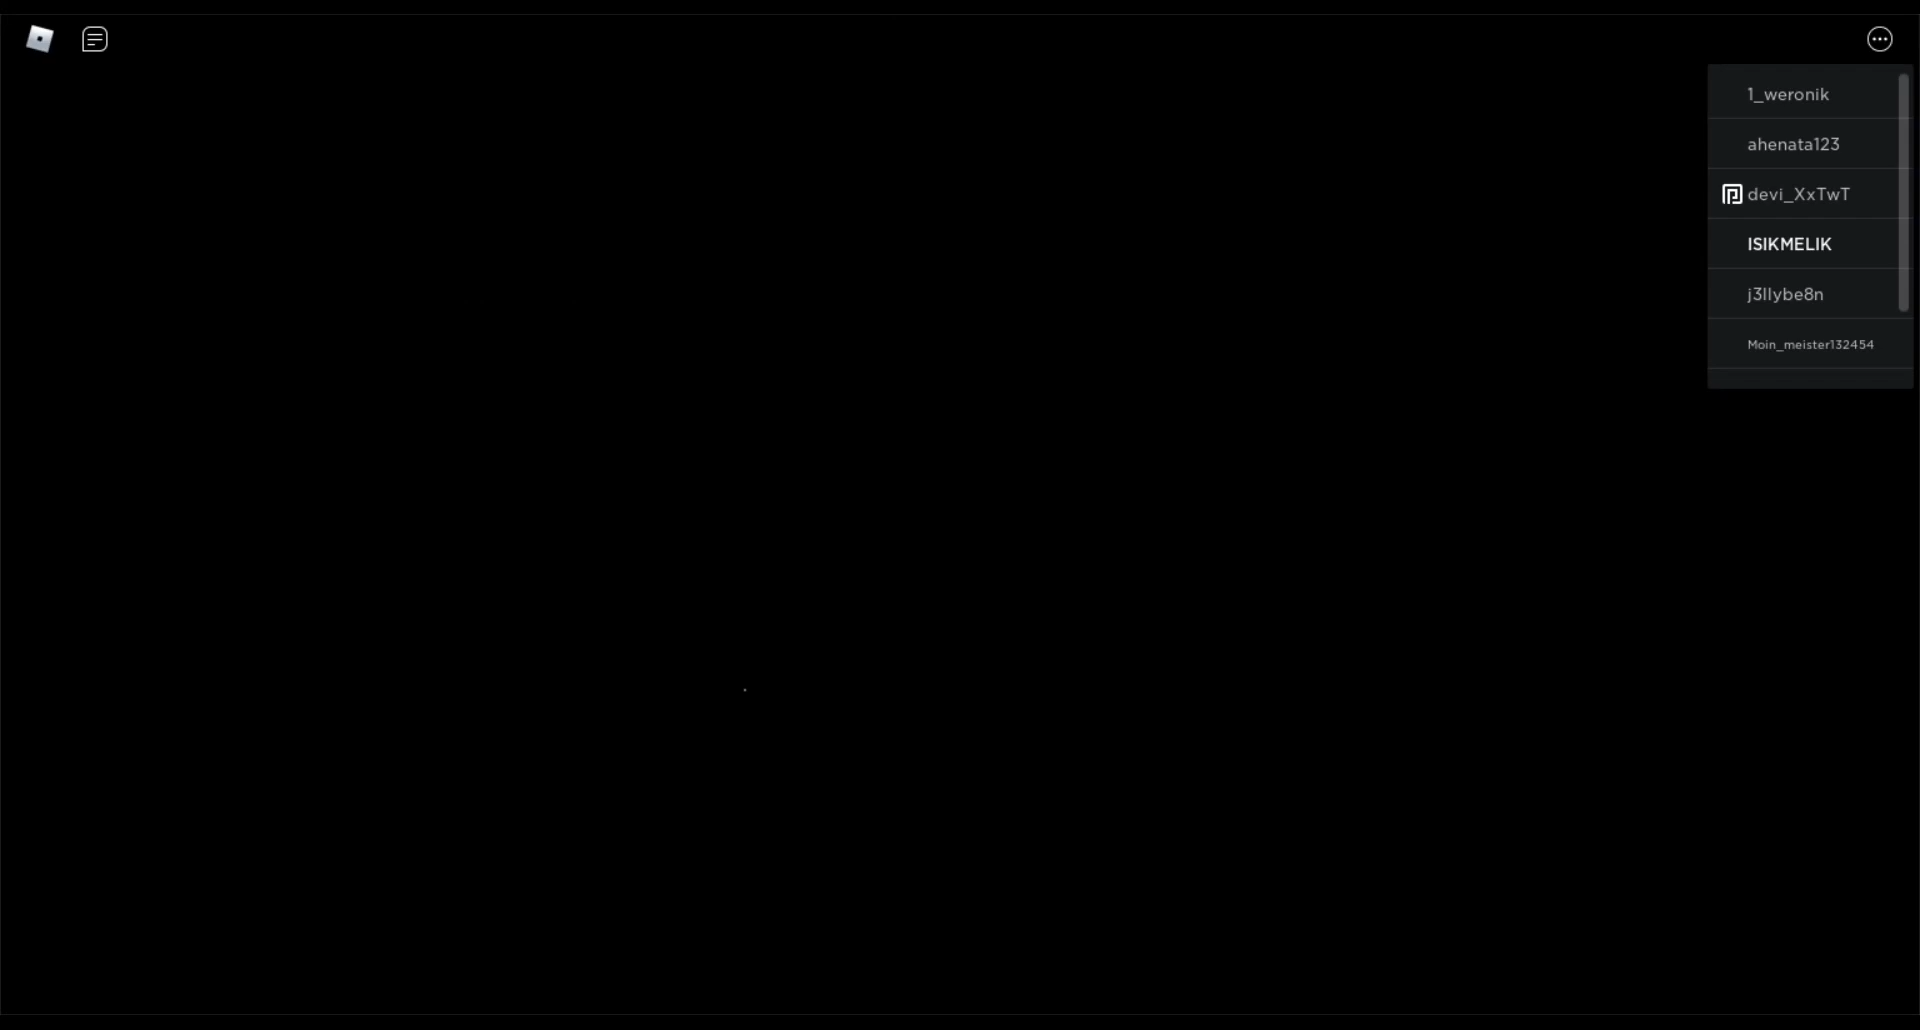 1_weronik
ahenata123
devi_XxTwT
ISIKMELIK
j3llybe8n
Moin_meister132454